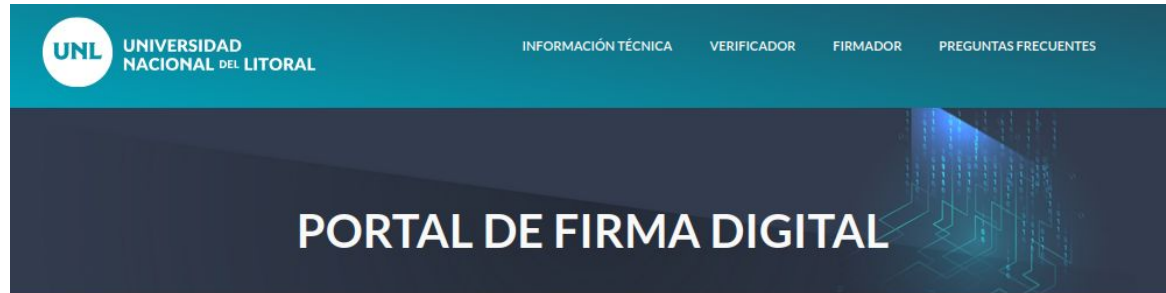 UNL
UNIVERSIDAD
NACIONAL DEL LITORAL
INFORMACIÓN TÉCNICA
VERIFICADOR
FIRMADOR
PREGUNTAS FRECUENTES
PORTAL DE FIRMA DIGITAL